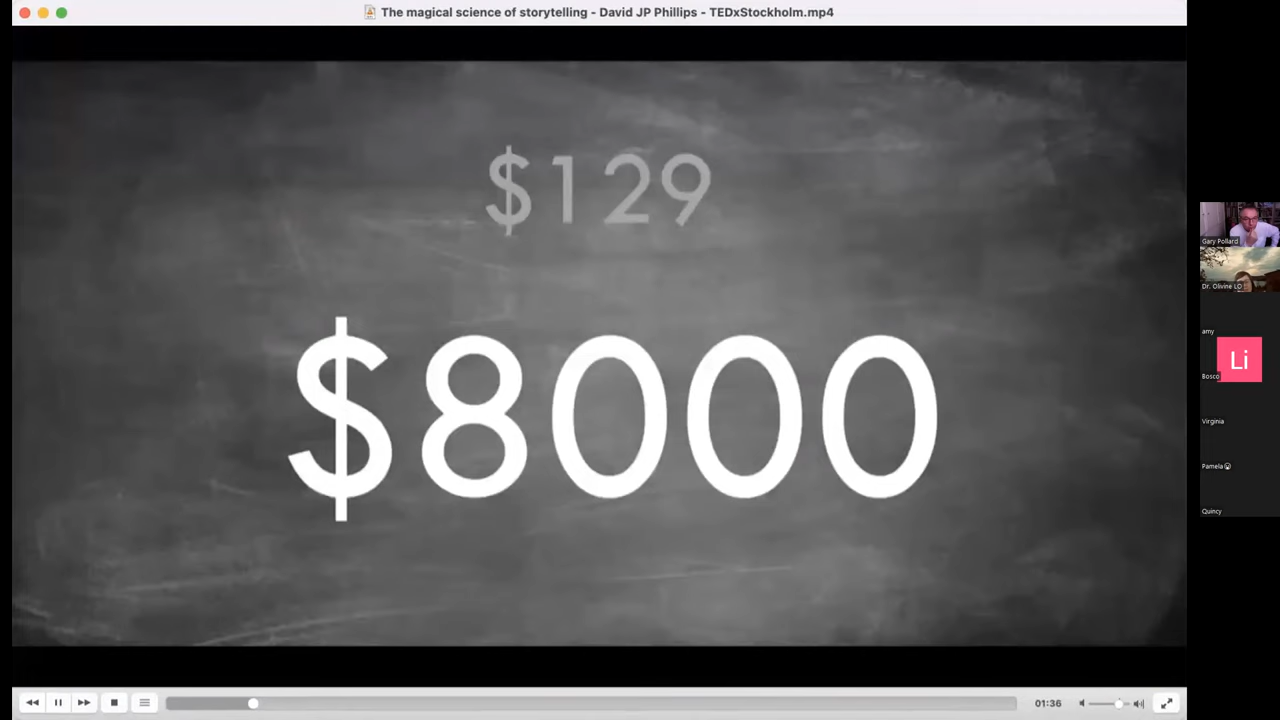 The magical science of storytelling - David JP Phillips - TEDxStockholm.mp4
$129
$8000
01:36
Gary Pollard
Dr. Olivine LO
amy
Li
Bosco
Virginia
Pamela😮
Quincy